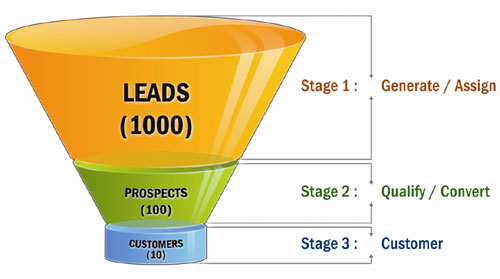 LEADS
(1000)
Stage 1 : Generate / Assign
PROSPECTS
(100)
Stage 2 : Qualify / Convert
CUSTOMERS
(10)
Stage 3 : Customer